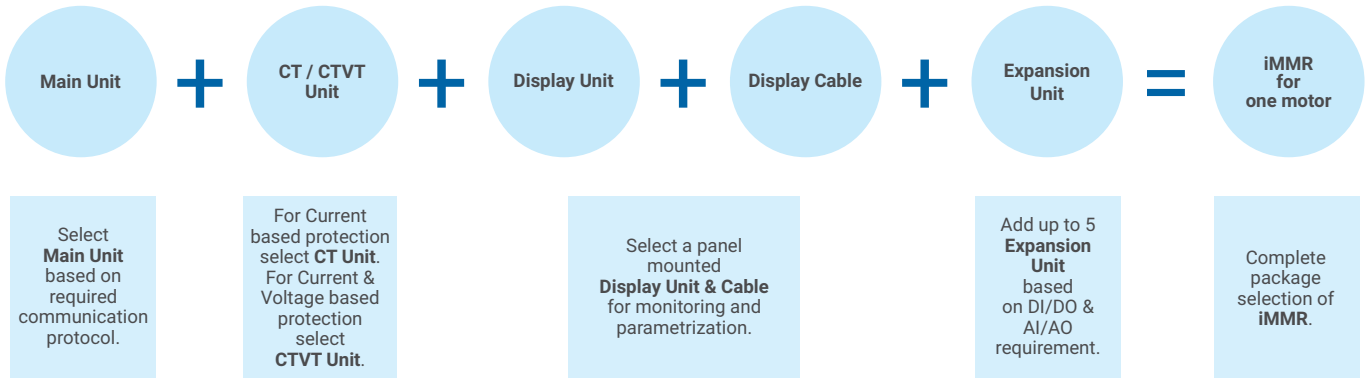 Main Unit
+
CT / CTVT
Unit
+
Display Unit
+
Display Cable
+
Expansion
Unit
=
iMMR
for
one motor
Select
Main Unit
based on
required
communication
protocol.
For Current
based protection
select CT Unit.
For Current &
Voltage based
protection
select
CTVT Unit.
Select a panel
mounted
Display Unit & Cable
for monitoring and
parametrization.
Add up to 5
Expansion
Unit
based
on DI/DO &
AI/AO
requirement.
Complete
package
selection of
iMMR.